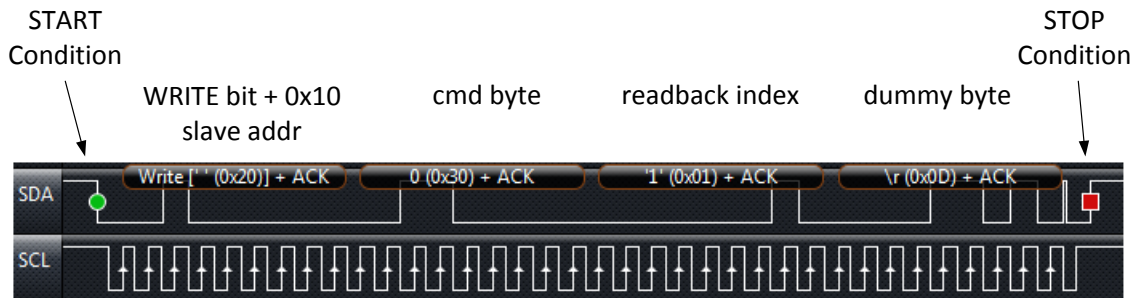 START
Condition
STOP
Condition
WRITE bit + 0x10
slave addr
cmd byte
readback index
dummy byte
Write [' ' (0x20)] + ACK
0 (0x30) + ACK
'1' (0x01) + ACK
\r (0x0D) + ACK
SDA
SCL